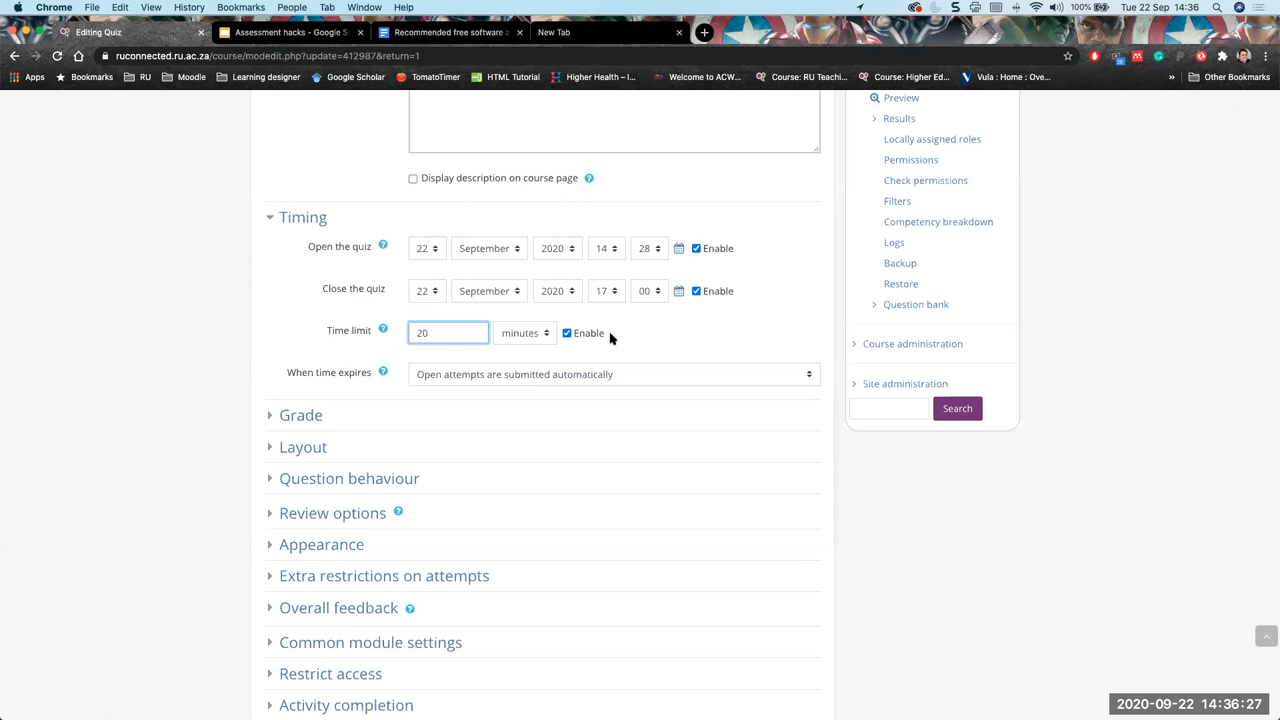 Chrome File Edit View History Bookmarks People Tab Window Help 100% Tue 22 Sep 14:36
Editing Quiz Assessment hacks - Google S Recommended free software a New Tab
ruconnected.ru.ac.za/course/modedit.php?update=412987&return=1
Apps Bookmarks RU Moodle Learning designer Google Scholar TomatoTimer HTML Tutorial Higher Health – I... Welcome to ACW... Course: RU Teachi... Course: Higher Ed... Vula : Home : Ove... » Other Bookmarks
Preview
Results
Locally assigned roles
Permissions
Display description on course page
Check permissions
Filters
Timing
Competency breakdown
Open the quiz 22 September 2020 14 28 Enable
Logs
Backup
Close the quiz 22 September 2020 17 00 Enable
Restore
Question bank
Time limit 20 minutes Enable
Course administration
When time expires Open attempts are submitted automatically
Site administration
Search
Grade
Layout
Question behaviour
Review options
Appearance
Extra restrictions on attempts
Overall feedback
Common module settings
Restrict access
Activity completion
2020-09-22 14:36:27